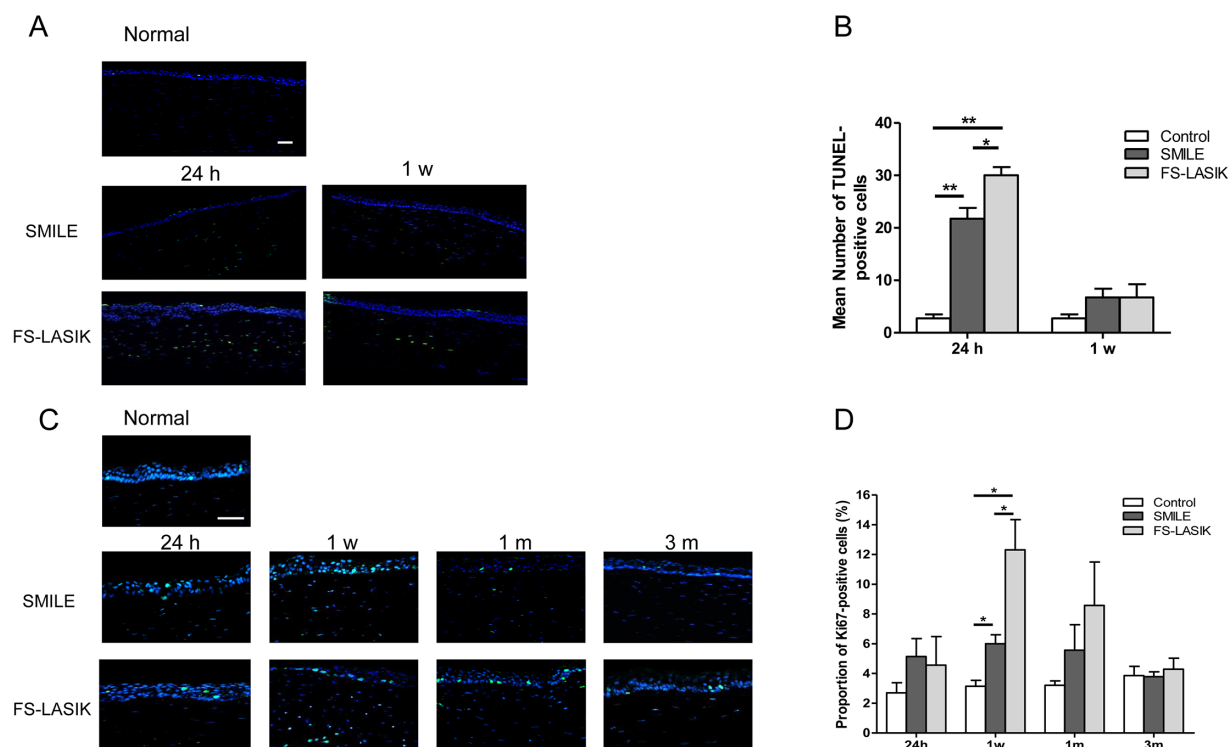 A
Normal
24 h
1 w
SMILE
FS-LASIK
B
Mean Number of TUNEL-
positive cells
40
30
20
10
0
**
*
**
Control
SMILE
FS-LASIK
24 h
1 w
C
Normal
24 h
1 w
1 m
3 m
SMILE
FS-LASIK
D
Proportion of Ki67-positive cells (%)
16
14
12
10
8
6
4
2
0
*
*
*
Control
SMILE
FS-LASIK
24h
1w
1m
3m